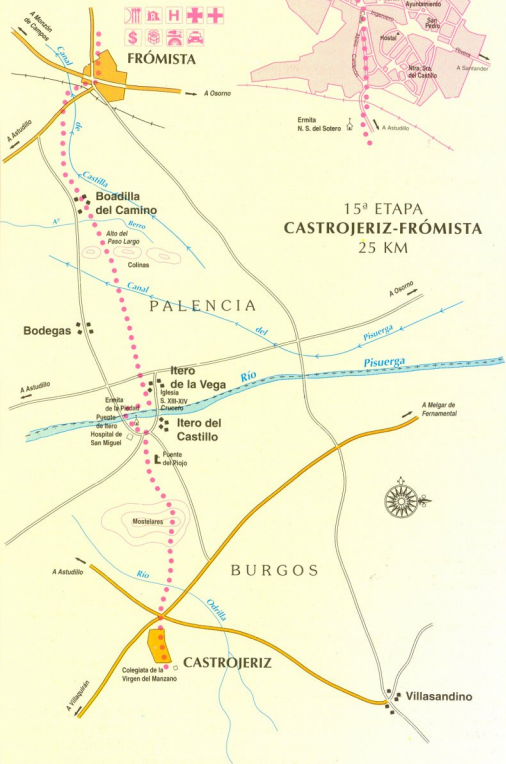 A Monzón
de Campos
H
$
FRÓMISTA
Canal
A Osorno
A Astudillo
de
Castilla
Ayuntamiento
San
Pedro
Hostal
Ntra. Sra.
del Castillo
A Santander
Ermita
N. S. del Sotero
A Astudillo
15ª ETAPA
CASTROJERIZ-FRÓMISTA
25 KM
Boadilla
del Camino
Aº
Berro
Alto del
Paso Largo
Colinas
Canal
del
Pisuerga
PALENCIA
A Osorno
Bodegas
Río
Pisuerga
A Astudillo
Itero
de la Vega
Iglesia
S. XIII-XIV
Crucero
Ermita
de la Piedad
Puente
de Itero
Hospital de
San Miguel
Itero del
Castillo
Fuente
del Piojo
A Melgar de
Fernamental
Mostelares
BURGOS
A Astudillo
Río
Odrilla
CASTROJERIZ
Colegiata de la
Virgen del Manzano
A Villaquirán
Villasandino